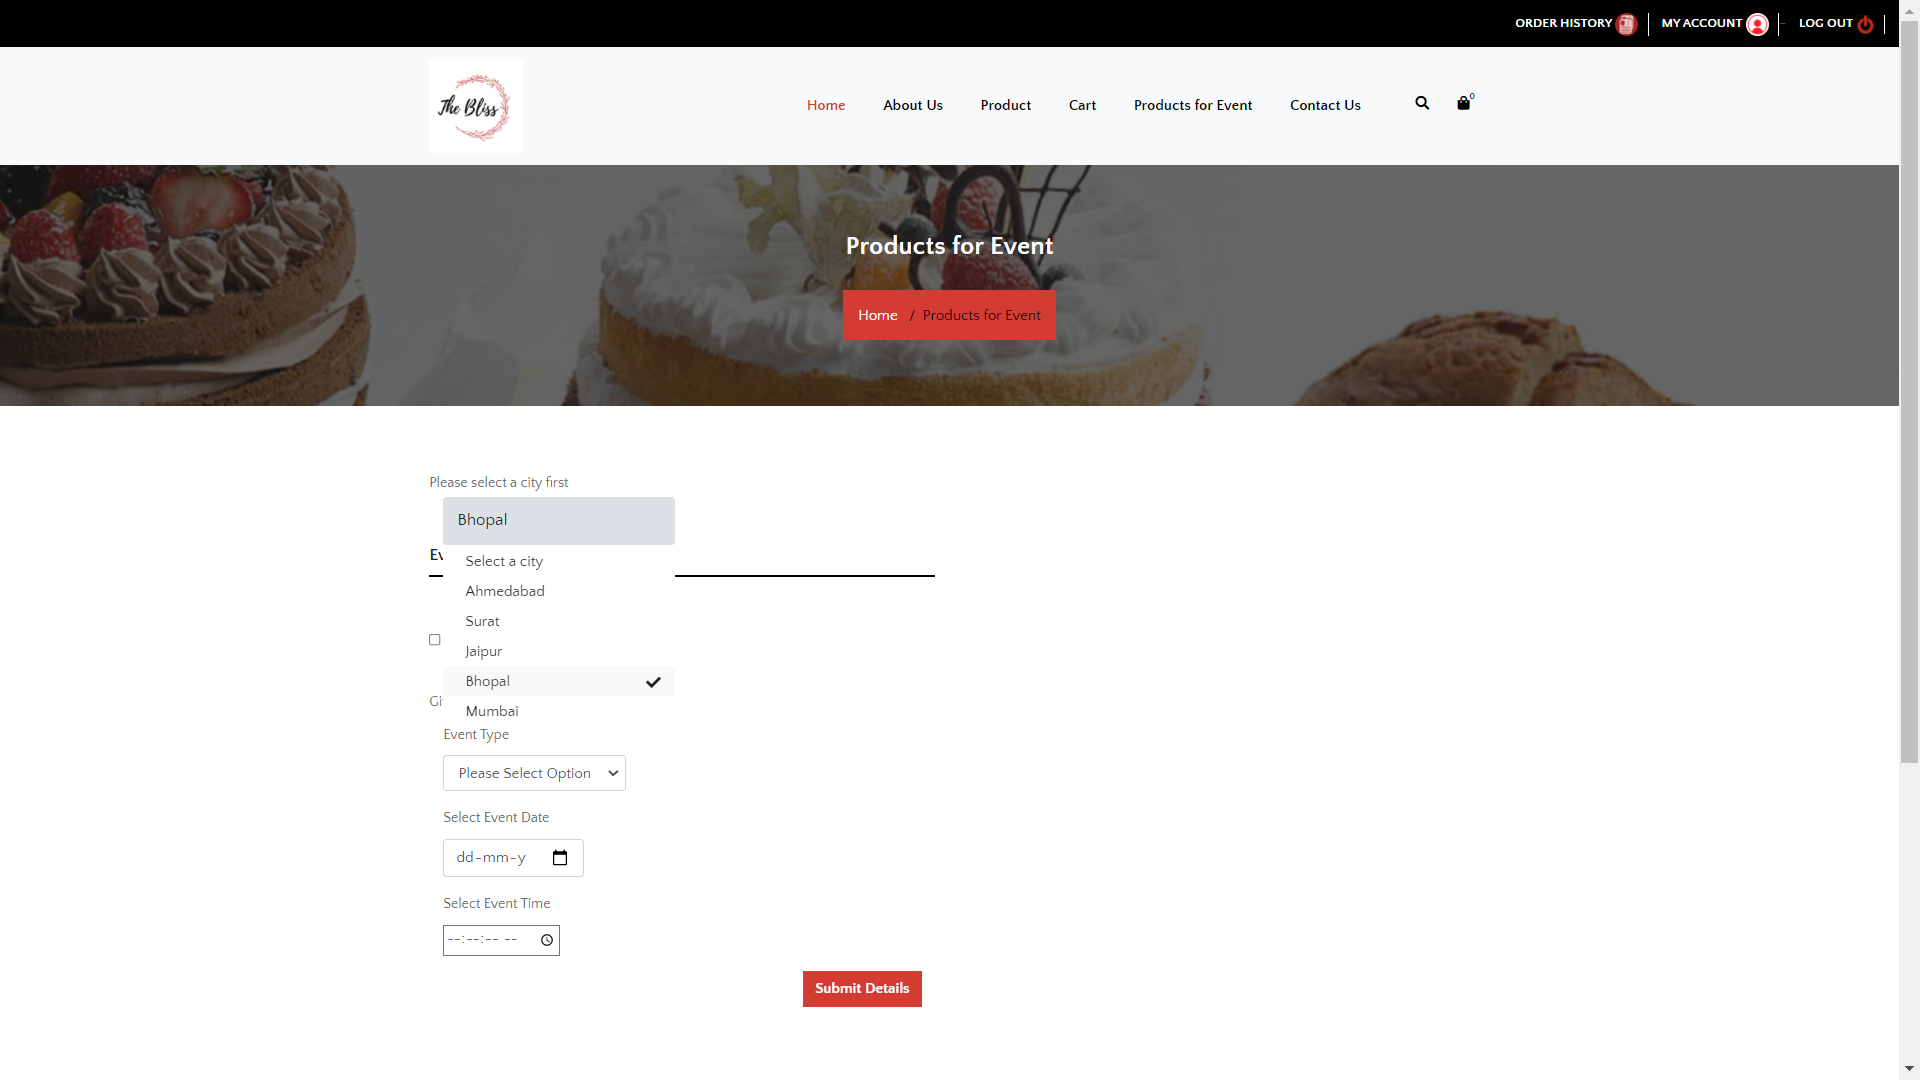 ORDER HISTORY
MY ACCOUNT
LOG OUT
The Bliss
Home
About Us
Product
Cart
Products for Event
Contact Us
0
Products for Event
Home / Products for Event
Please select a city first
Bhopal
Ev
Select a city
Ahmedabad
Surat
Jaipur
Bhopal
Gi
Mumbai
Event Type
Please Select Option
Select Event Date
dd-mm-y
Select Event Time
--:--:-- --
Submit Details